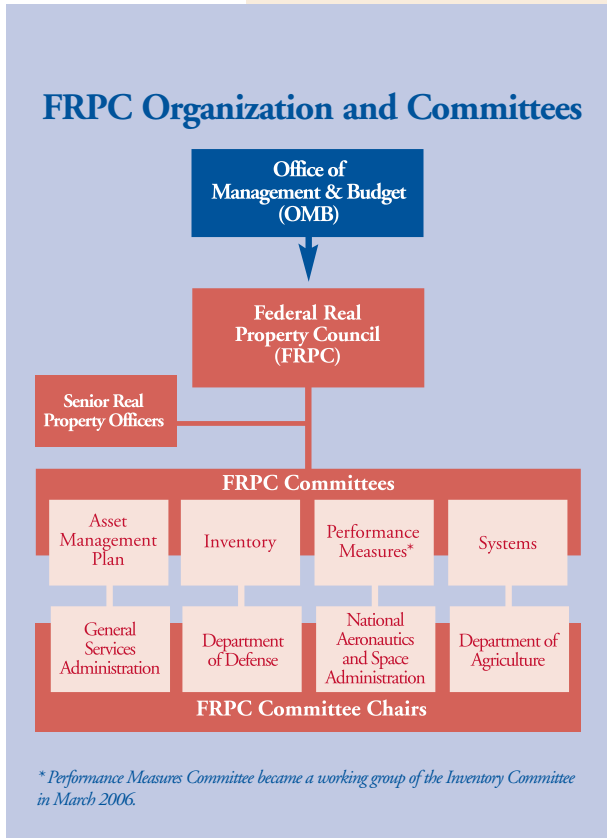 FRPC Organization and Committees
Office of
Management & Budget
(OMB)
Federal Real
Property Council
(FRPC)
Senior Real
Property Officers
FRPC Committees
Asset
Management
Plan
Inventory
Performance
Measures*
Systems
General
Services
Administration
Department
of Defense
National
Aeronautics
and Space
Administration
Department of
Agriculture
FRPC Committee Chairs
* Performance Measures Committee became a working group of the Inventory Committee
in March 2006.